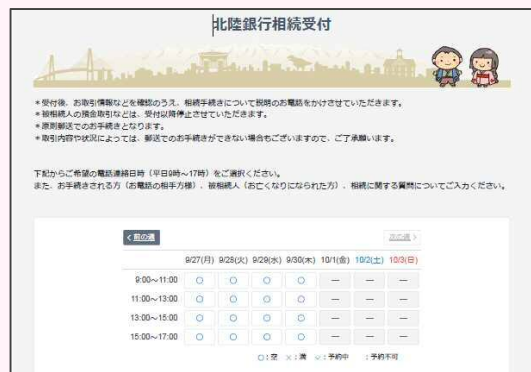 北陸銀行相続受付
＊受付後、お取引情報などを確認のうえ、相続手続きについて説明のお電話をかけさせていただきます。
＊被相続人の預金取引などは、受付以降停止させていただきます。
＊原則郵送でのお手続きとなります。
＊取引内容や状況によっては、郵送でのお手続きができない場合もございますので、ご了承願います。
下記からご希望の電話連絡日時（平日9時～17時）をご選択ください。
また、お手続きされる方（お電話の相手方様）、被相続人（お亡くなりになられた方）、相続に関する質問についてご入力ください。
< 前の週 次の週 >
9/27(月) 9/28(火) 9/29(水) 9/30(木) 10/1(金) 10/2(土) 10/3(日)
9:00～11:00 ○ ○ ○ ○ － － －
11:00～13:00 ○ ○ ○ ○ － － －
13:00～15:00 ○ ○ ○ ○ － － －
15:00～17:00 ○ ○ ○ ○ － － －
○：空 ×：満 ✓：予約中 ：予約不可